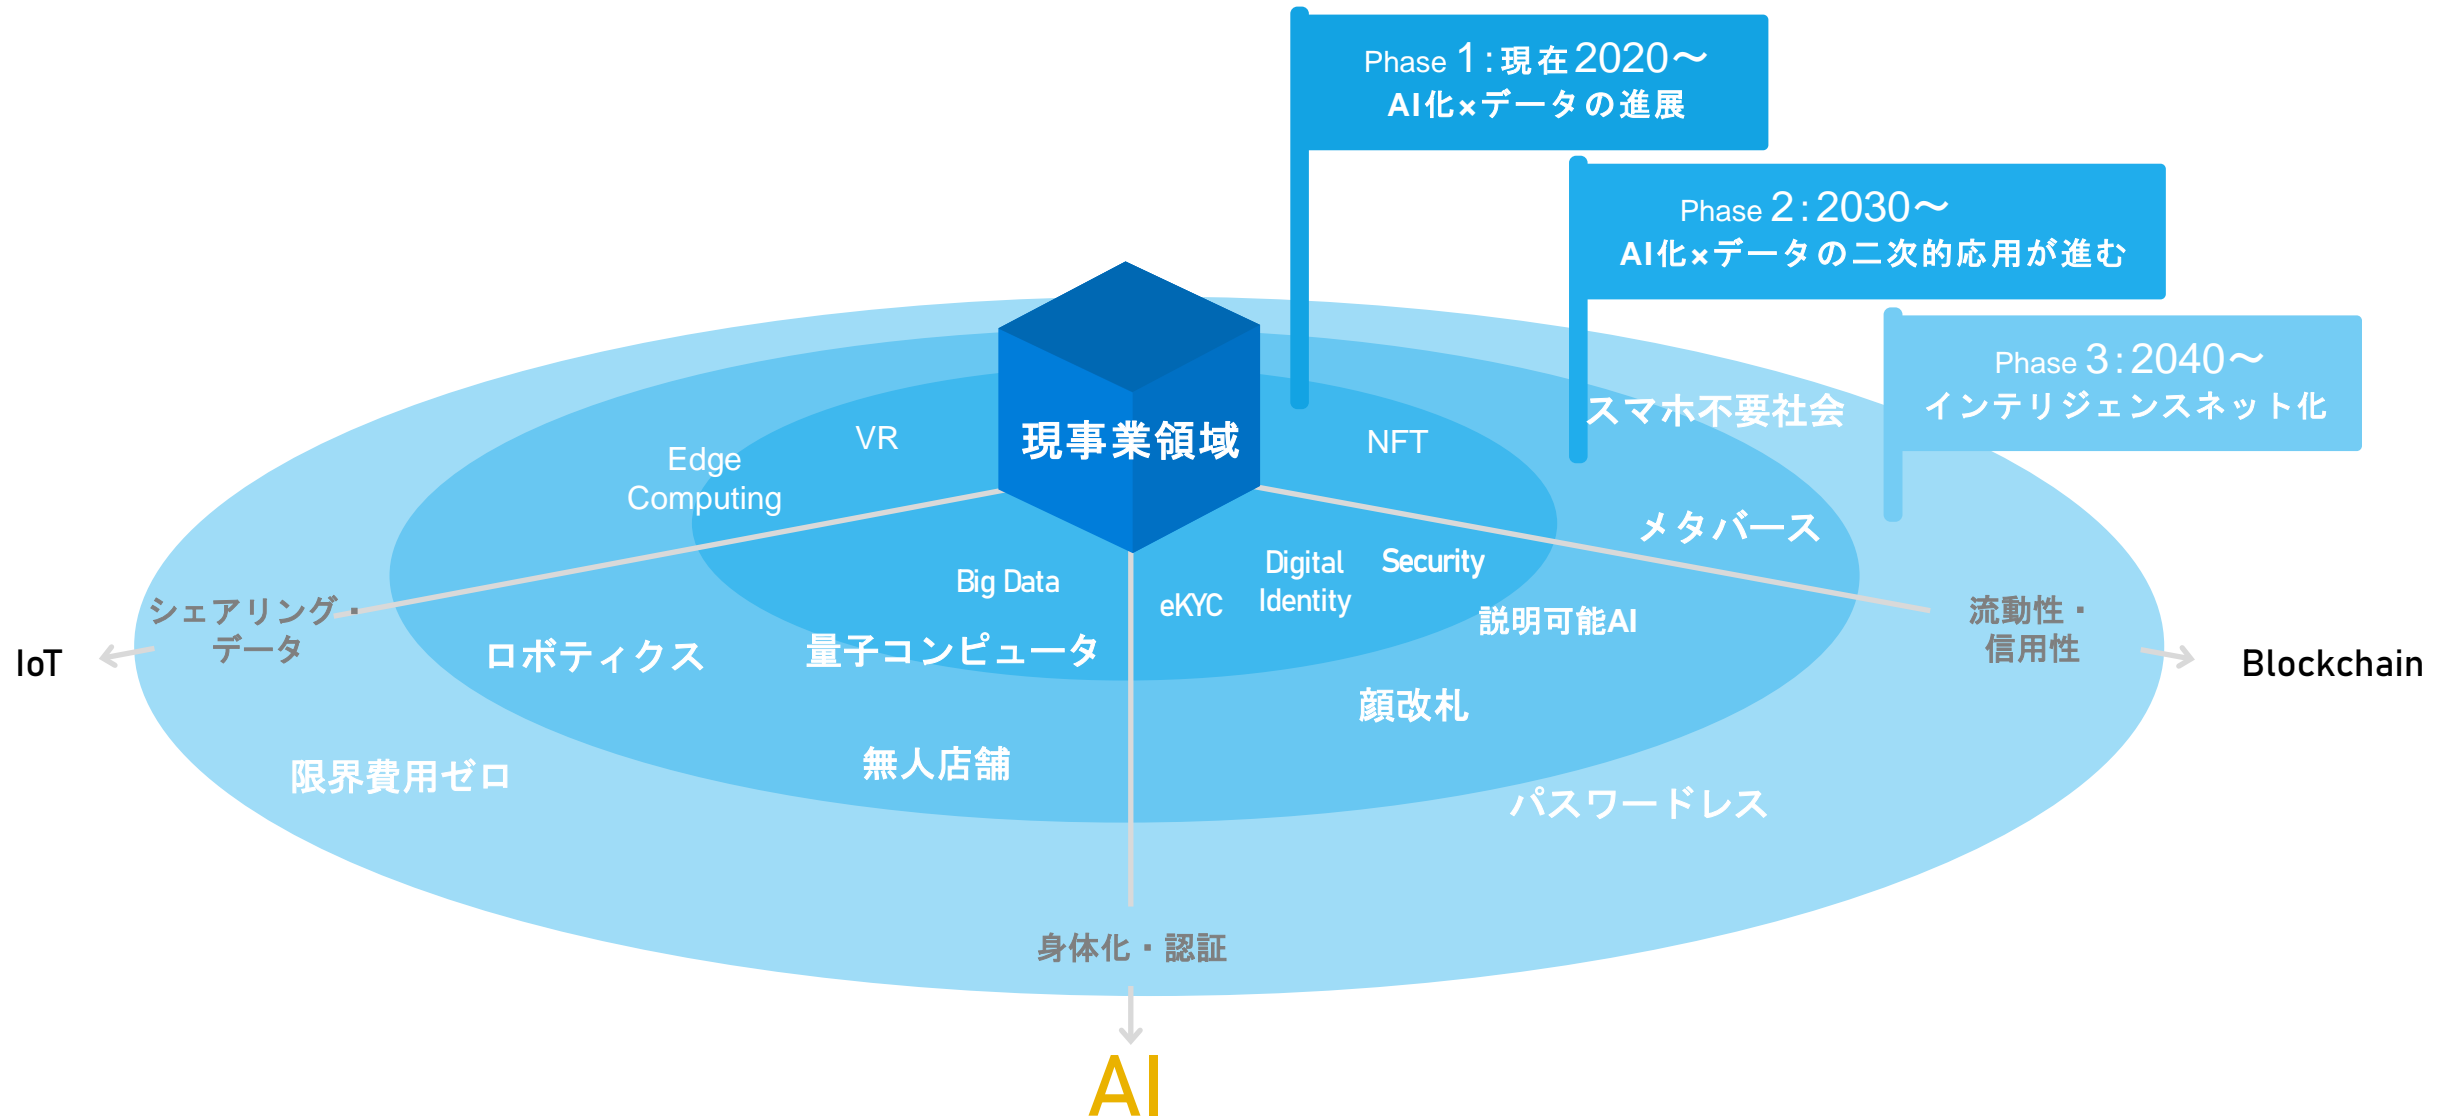 Phase 1：現在2020～
AI化×データの進展
Phase 2：2030～
AI化×データの二次的応用が進む
Phase 3：2040～
インテリジェンスネット化
スマホ不要社会
現事業領域
VR
NFT
Edge
Computing
メタバース
Big Data
eKYC
Digital
Identity
Security
説明可能AI
シェアリング・
データ
流動性・
信用性
IoT
Blockchain
ロボティクス
量子コンピュータ
顔改札
無人店舗
限界費用ゼロ
パスワードレス
身体化・認証
AI